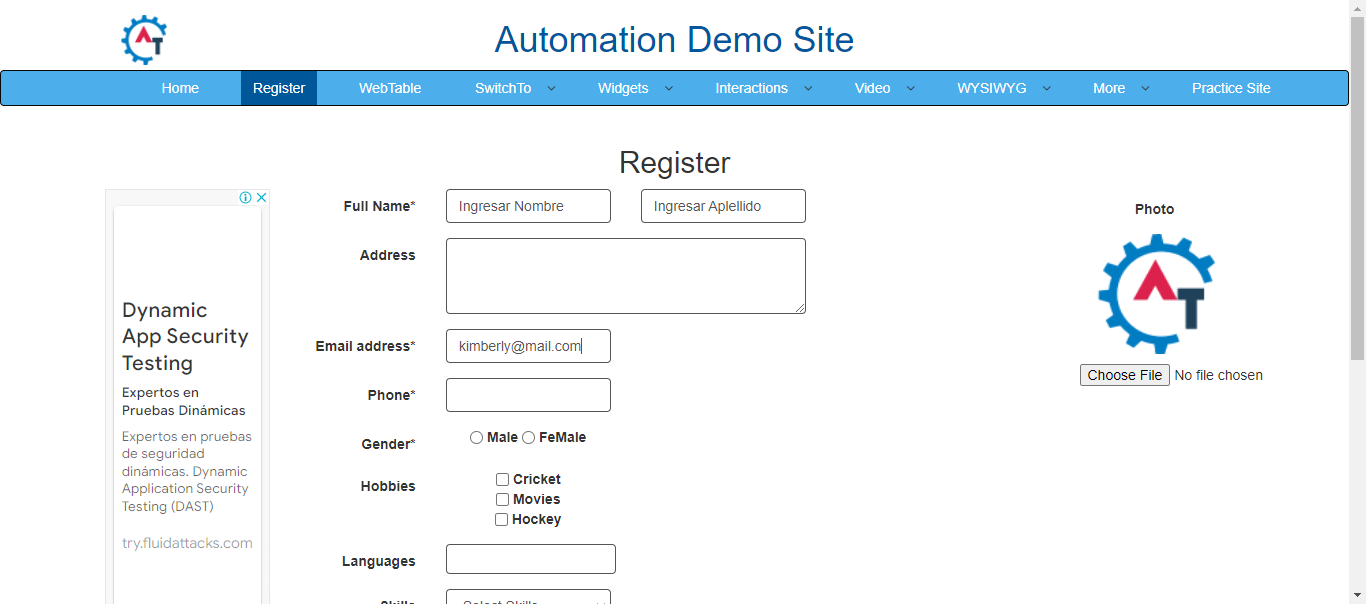 Automation Demo Site
Home Register WebTable SwitchTo Widgets Interactions Video WYSIWYG More Practice Site
Register
Full Name* Ingresar Nombre Ingresar Aplellido
Photo
Address
Email address* kimberly@mail.com
Phone*
Choose File No file chosen
Gender* Male FeMale
Hobbies
Cricket
Movies
Hockey
Languages
Skills Select Skills
Dynamic
App Security
Testing
Expertos en
Pruebas Dinámicas
Expertos en pruebas
de seguridad
dinámicas. Dynamic
Application Security
Testing (DAST)
try.fluidattacks.com